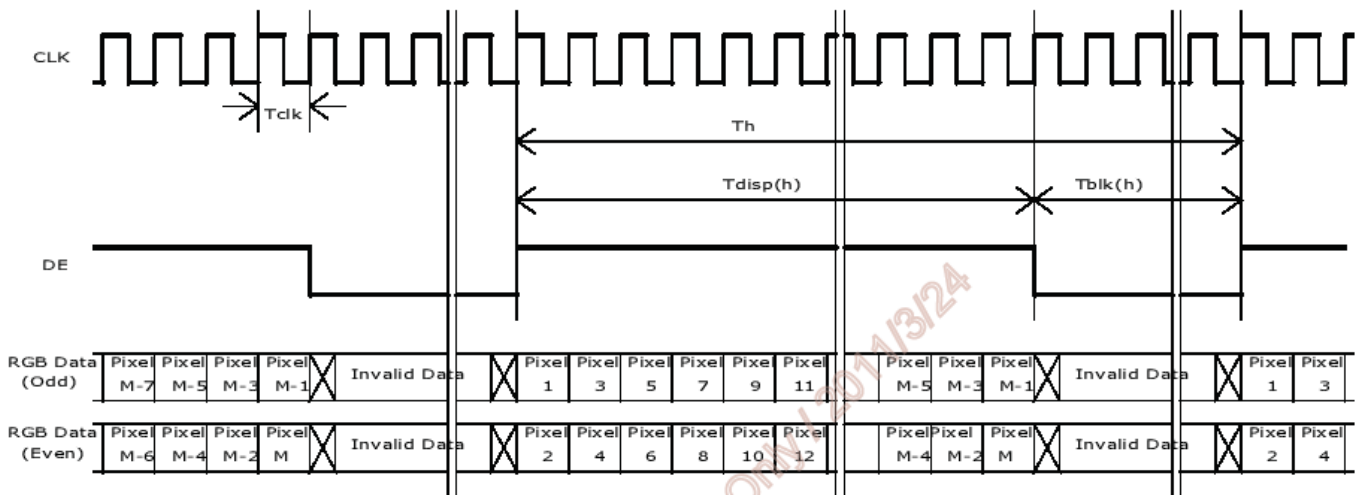 CLK
Tclk
Th
Tdisp(h)
Tblk(h)
DE
RGB Data
(Odd)
Pixel M-7
Pixel M-5
Pixel M-3
Pixel M-1
Invalid Data
Pixel 1
Pixel 3
Pixel 5
Pixel 7
Pixel 9
Pixel 11
Pixel M-5
Pixel M-3
Pixel M-1
Invalid Data
Pixel 1
Pixel 3
RGB Data
(Even)
Pixel M-6
Pixel M-4
Pixel M-2
Pixel M
Invalid Data
Pixel 2
Pixel 4
Pixel 6
Pixel 8
Pixel 10
Pixel 12
Pixel M-4
Pixel M-2
Pixel M
Invalid Data
Pixel 2
Pixel 4
Only / 2011/3/24